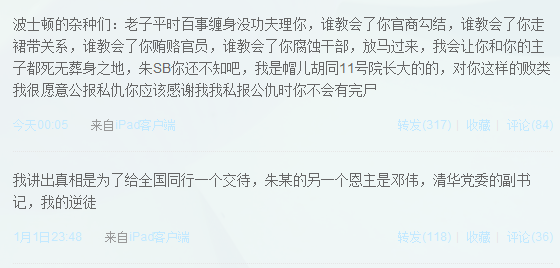 波士顿的杂种们：老子平时百事缠身没功夫理你，谁教会了你官商勾结，谁教会了你走
裙带关系，谁教会了你贿赂官员，谁教会了你腐蚀干部，放马过来，我会让你和你的主
子都死无葬身之地，朱SB你还不知吧，我是帽儿胡同11号院长大的的，对你这样的败类
我很愿意公报私仇你应该感谢我我私报公仇时你不会有完尸
今天00:05 来自iPad客户端 转发(317) | 收藏 | 评论(84)
我讲出真相是为了给全国同行一个交待，朱某的另一个恩主是邓伟，清华党委的副书
记，我的逆徒
1月1日23:48 来自iPad客户端 转发(118) | 收藏 | 评论(35)